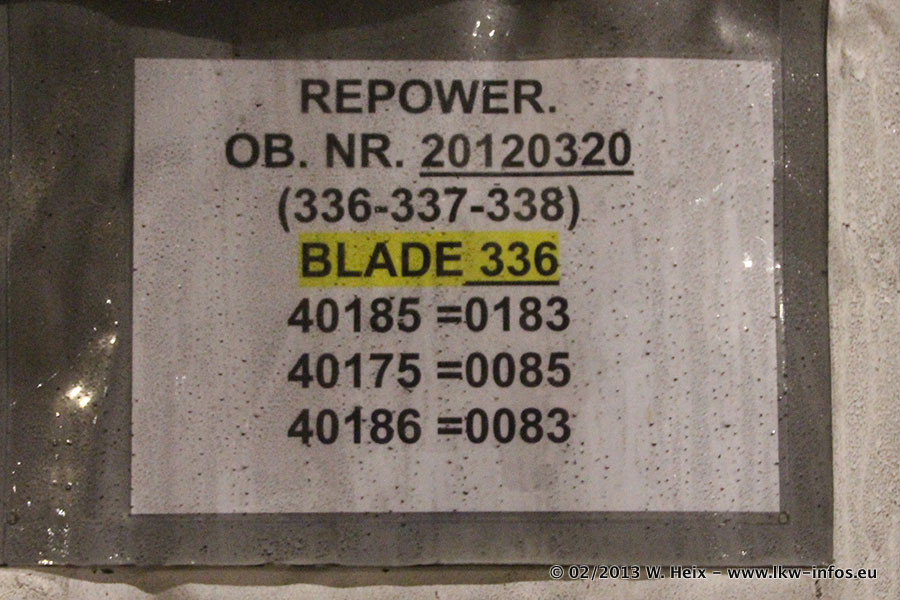 REPOWER.
OB. NR. 20120320
(336-337-338)
BLADE 336
40185 =0183
40175 =0085
40186 =0083
© 02/2013 W. Heix - www.lkw-infos.eu